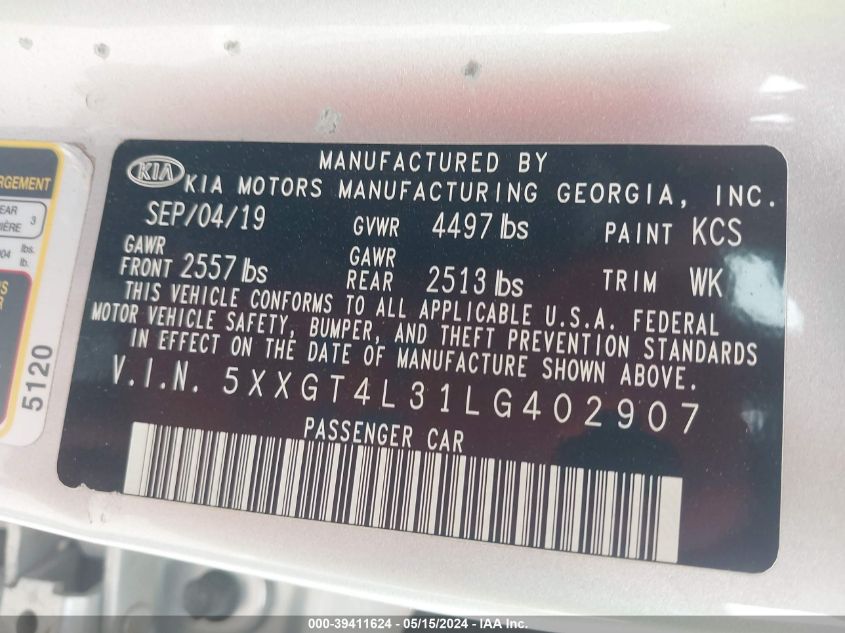 MANUFACTURED BY
KIA KIA MOTORS MANUFACTURING GEORGIA, INC.
SEP/04/19 GVWR 4497 lbs PAINT KCS
GAWR FRONT 2557 lbs GAWR REAR 2513 lbs TRIM WK
THIS VEHICLE CONFORMS TO ALL APPLICABLE U.S.A. FEDERAL
MOTOR VEHICLE SAFETY, BUMPER, AND THEFT PREVENTION STANDARDS
IN EFFECT ON THE DATE OF MANUFACTURE SHOWN ABOVE.
V.I.N. 5XXGT4L31LG402907
PASSENGER CAR
3
lbs.
lb.
5120
000-39411624 - 05/15/2024 - IAA Inc.